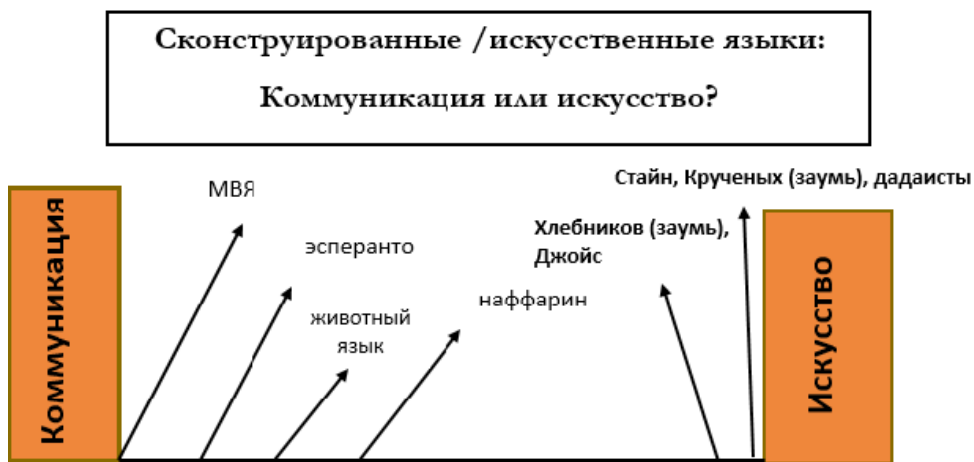 Сконструированные /искусственные языки:
Коммуникация или искусство?
Коммуникация
МВЯ
эсперанто
животный
язык
наффарин
Хлебников (заумь),
Джойс
Стайн, Крученых (заумь), дадаисты
Искусство